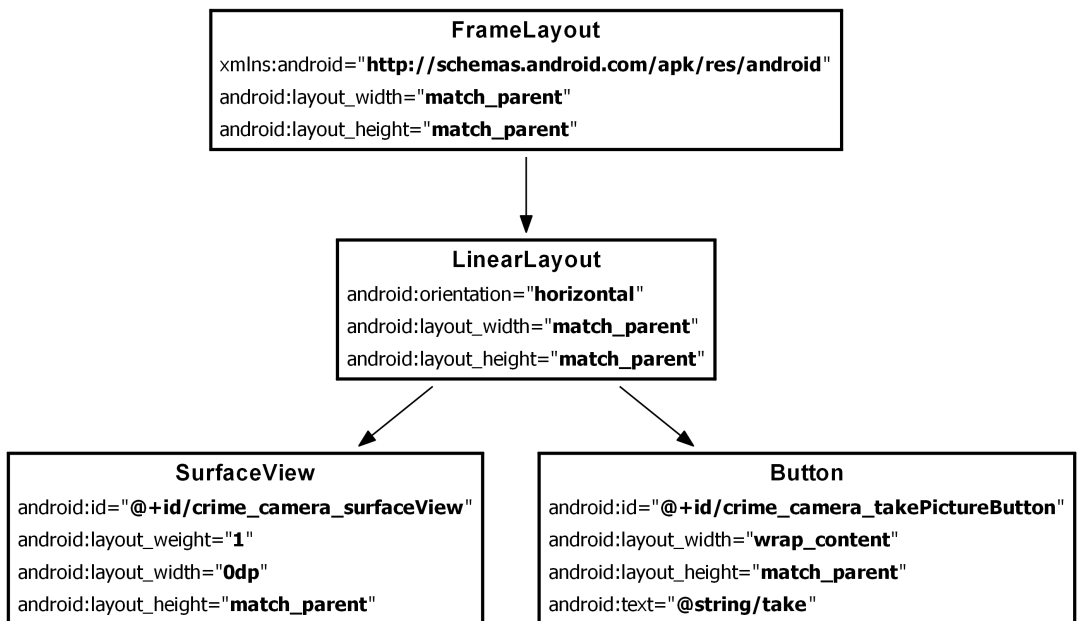 FrameLayout
xmlns:android="http://schemas.android.com/apk/res/android"
android:layout_width="match_parent"
android:layout_height="match_parent"
LinearLayout
android:orientation="horizontal"
android:layout_width="match_parent"
android:layout_height="match_parent"
SurfaceView
android:id="@+id/crime_camera_surfaceView"
android:layout_weight="1"
android:layout_width="0dp"
android:layout_height="match_parent"
Button
android:id="@+id/crime_camera_takePictureButton"
android:layout_width="wrap_content"
android:layout_height="match_parent"
android:text="@string/take"